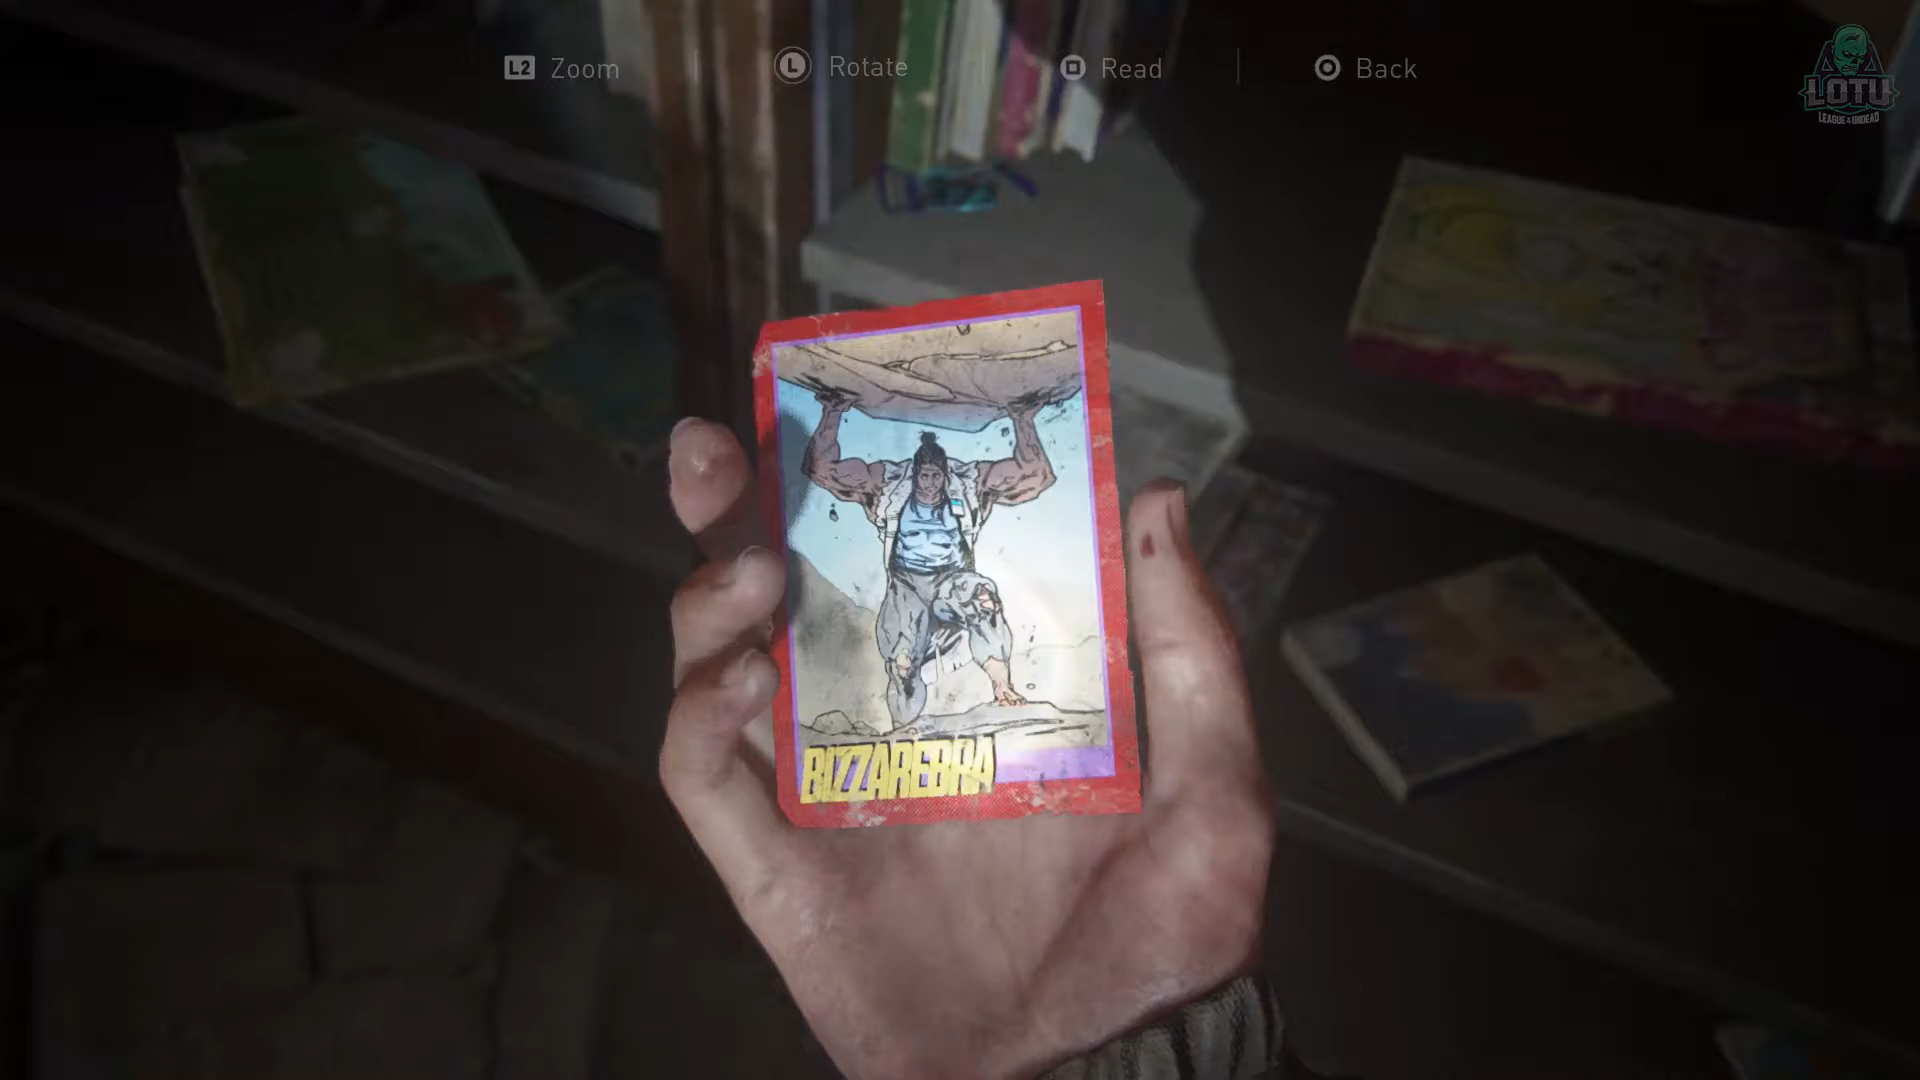 L2 Zoom
L Rotate
Read
Back
LOTU
LEAGUE OF UNDEAD
BIZZAREBRA